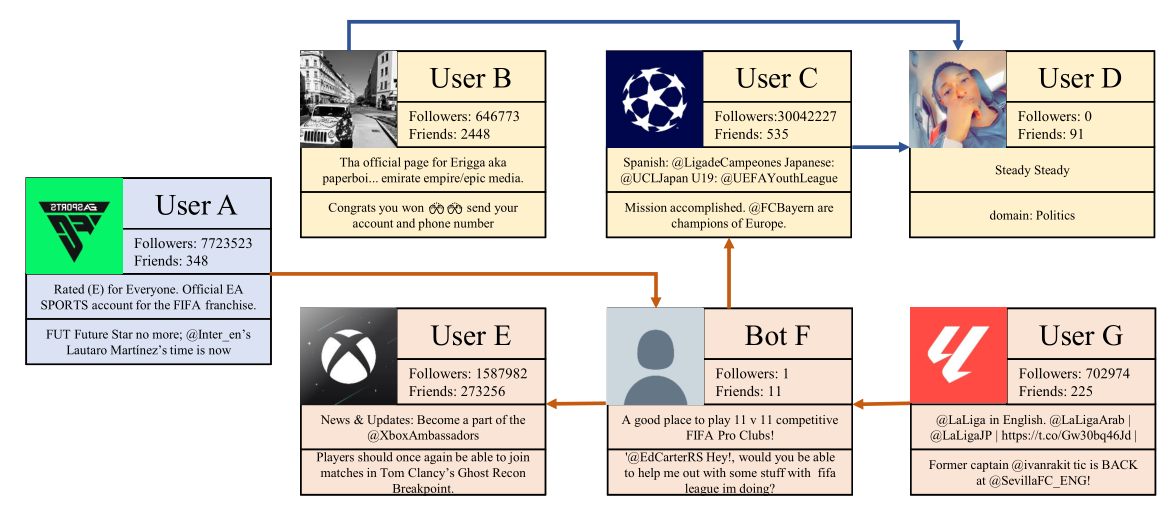 User A
Followers: 7723523
Friends: 348
Rated (E) for Everyone. Official EA
SPORTS account for the FIFA franchise.
FUT Future Star no more; @Inter_en’s
Lautaro Martínez’s time is now
EA SPORTS
User B
Followers: 646773
Friends: 2448
Tha official page for Erigga aka
paperboi... emirate empire/epic media.
Congrats you won send your
account and phone number
User C
Followers:30042227
Friends: 535
Spanish: @LigadeCampeones Japanese:
@UCLJapan U19: @UEFAYouthLeague
Mission accomplished. @FCBayern are
champions of Europe.
User D
Followers: 0
Friends: 91
Steady Steady
domain: Politics
User E
Followers: 1587982
Friends: 273256
News & Updates: Become a part of the
@XboxAmbassadors
Players should once again be able to join
matches in Tom Clancy’s Ghost Recon
Breakpoint.
Bot F
Followers: 1
Friends: 11
A good place to play 11 v 11 competitive
FIFA Pro Clubs!
'@EdCarterRS Hey!, would you be able
to help me out with some stuff with fifa
league im doing?
User G
Followers: 702974
Friends: 225
@LaLiga in English. @LaLigaArab |
@LaLigaJP | https://t.co/Gw30bq46Jd |
Former captain @ivanrakit tic is BACK
at @SevillaFC_ENG!